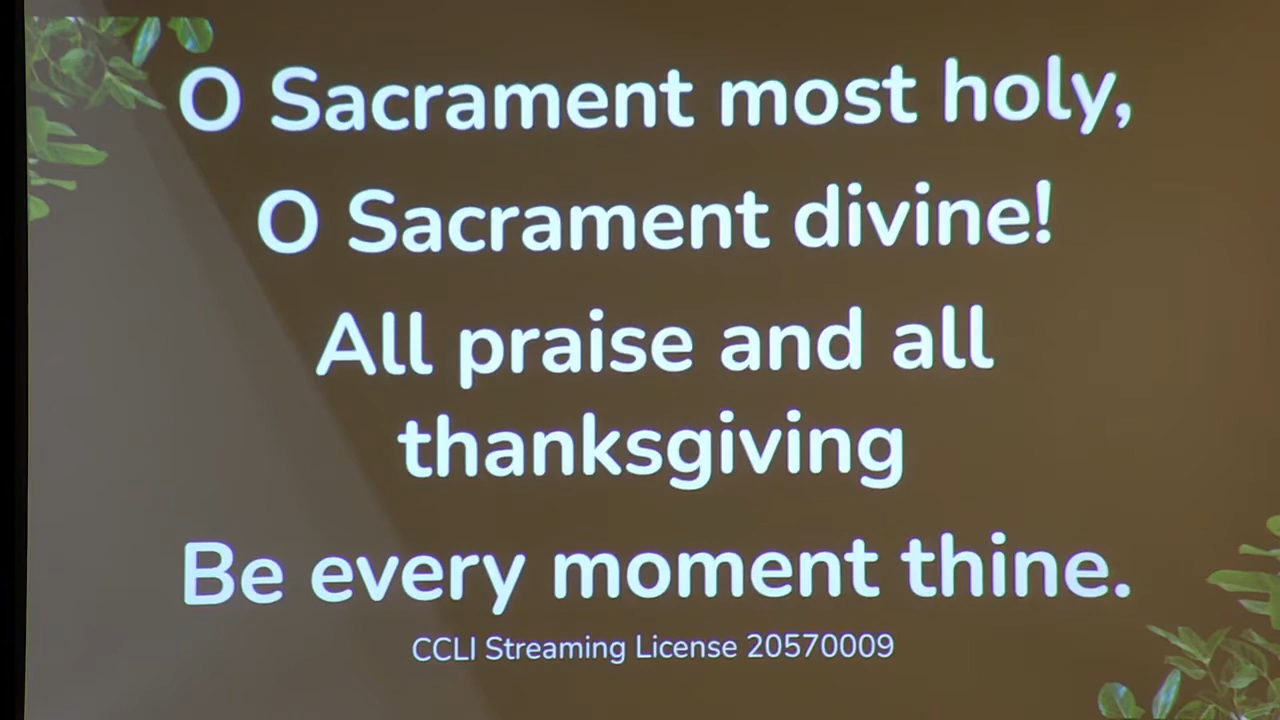 O Sacrament most holy,
O Sacrament divine!
All praise and all
thanksgiving
Be every moment thine.
CCLI Streaming License 20570009